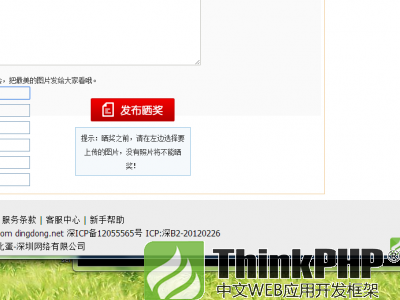 把最美的图片发给大家看哦。
发布晒奖
提示：晒奖之前，请在左边选择要
上传的图片，没有照片将不能晒
奖！
服务条款 | 客服中心 | 新手帮助
om dingdong.net 深ICP备12055565号 ICP:深B2-20120226
蛋-深圳网络有限公司
ThinkPHP®
中文WEB应用开发框架